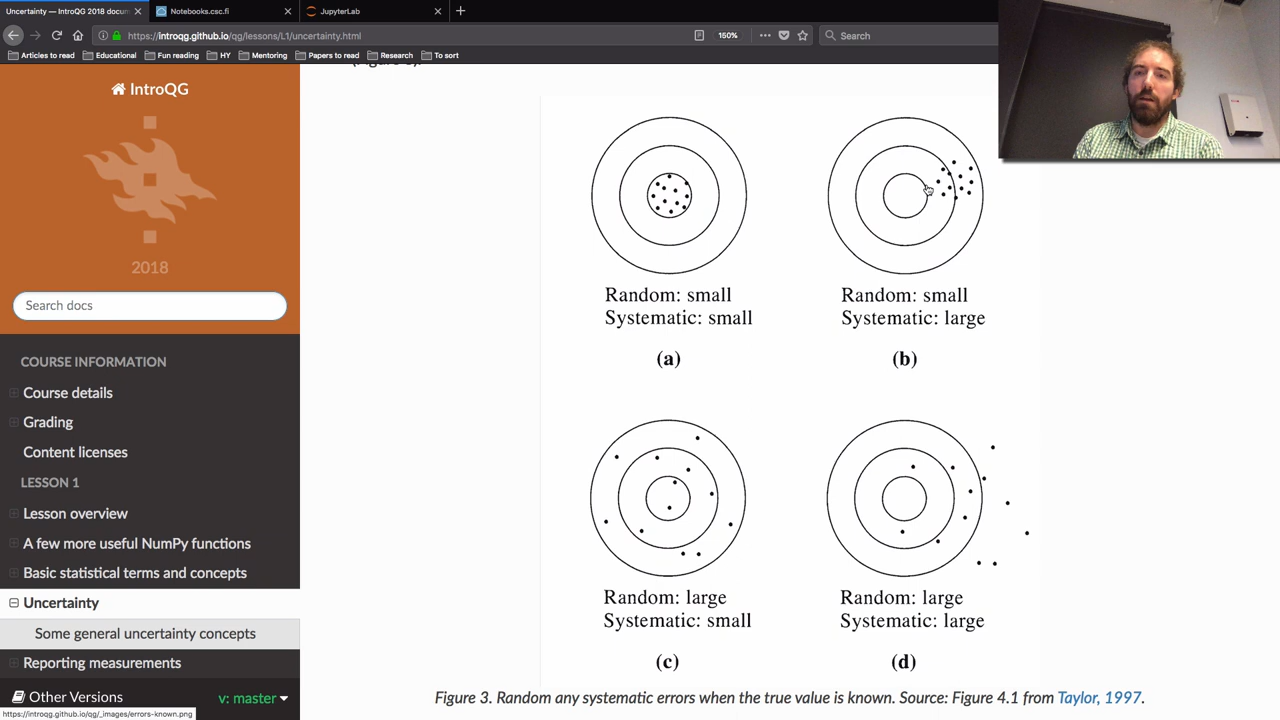 Uncertainty — IntroQG 2018 docum
Notebooks.csc.fi
JupyterLab
https://introqg.github.io/qg/lessons/L1/uncertainty.html
150%
Search
Articles to read
Educational
Fun reading
HY
Mentoring
Papers to read
Research
To sort
IntroQG
2018
Search docs
COURSE INFORMATION
Course details
Grading
Content licenses
LESSON 1
Lesson overview
A few more useful NumPy functions
Basic statistical terms and concepts
Uncertainty
Some general uncertainty concepts
Reporting measurements
Other Versions
v: master
https://introqg.github.io/qg/_images/errors-known.png
Random: small
Systematic: small
(a)
Random: small
Systematic: large
(b)
Random: large
Systematic: small
(c)
Random: large
Systematic: large
(d)
Figure 3. Random any systematic errors when the true value is known. Source: Figure 4.1 from Taylor, 1997.